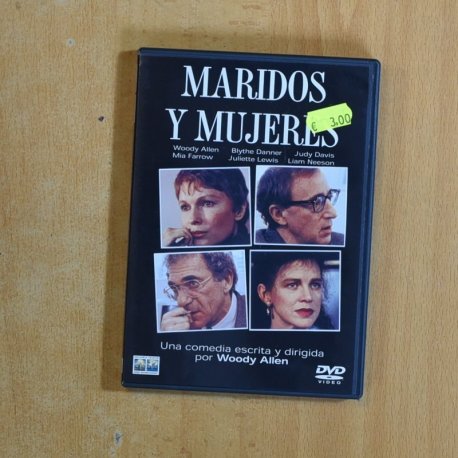 MARIDOS
Y MUJERES
€ 3.00
Woody Allen Blythe Danner Judy Davis
Mia Farrow Juliette Lewis Liam Neeson
Una comedia escrita y dirigida
por Woody Allen
DVD
VIDEO